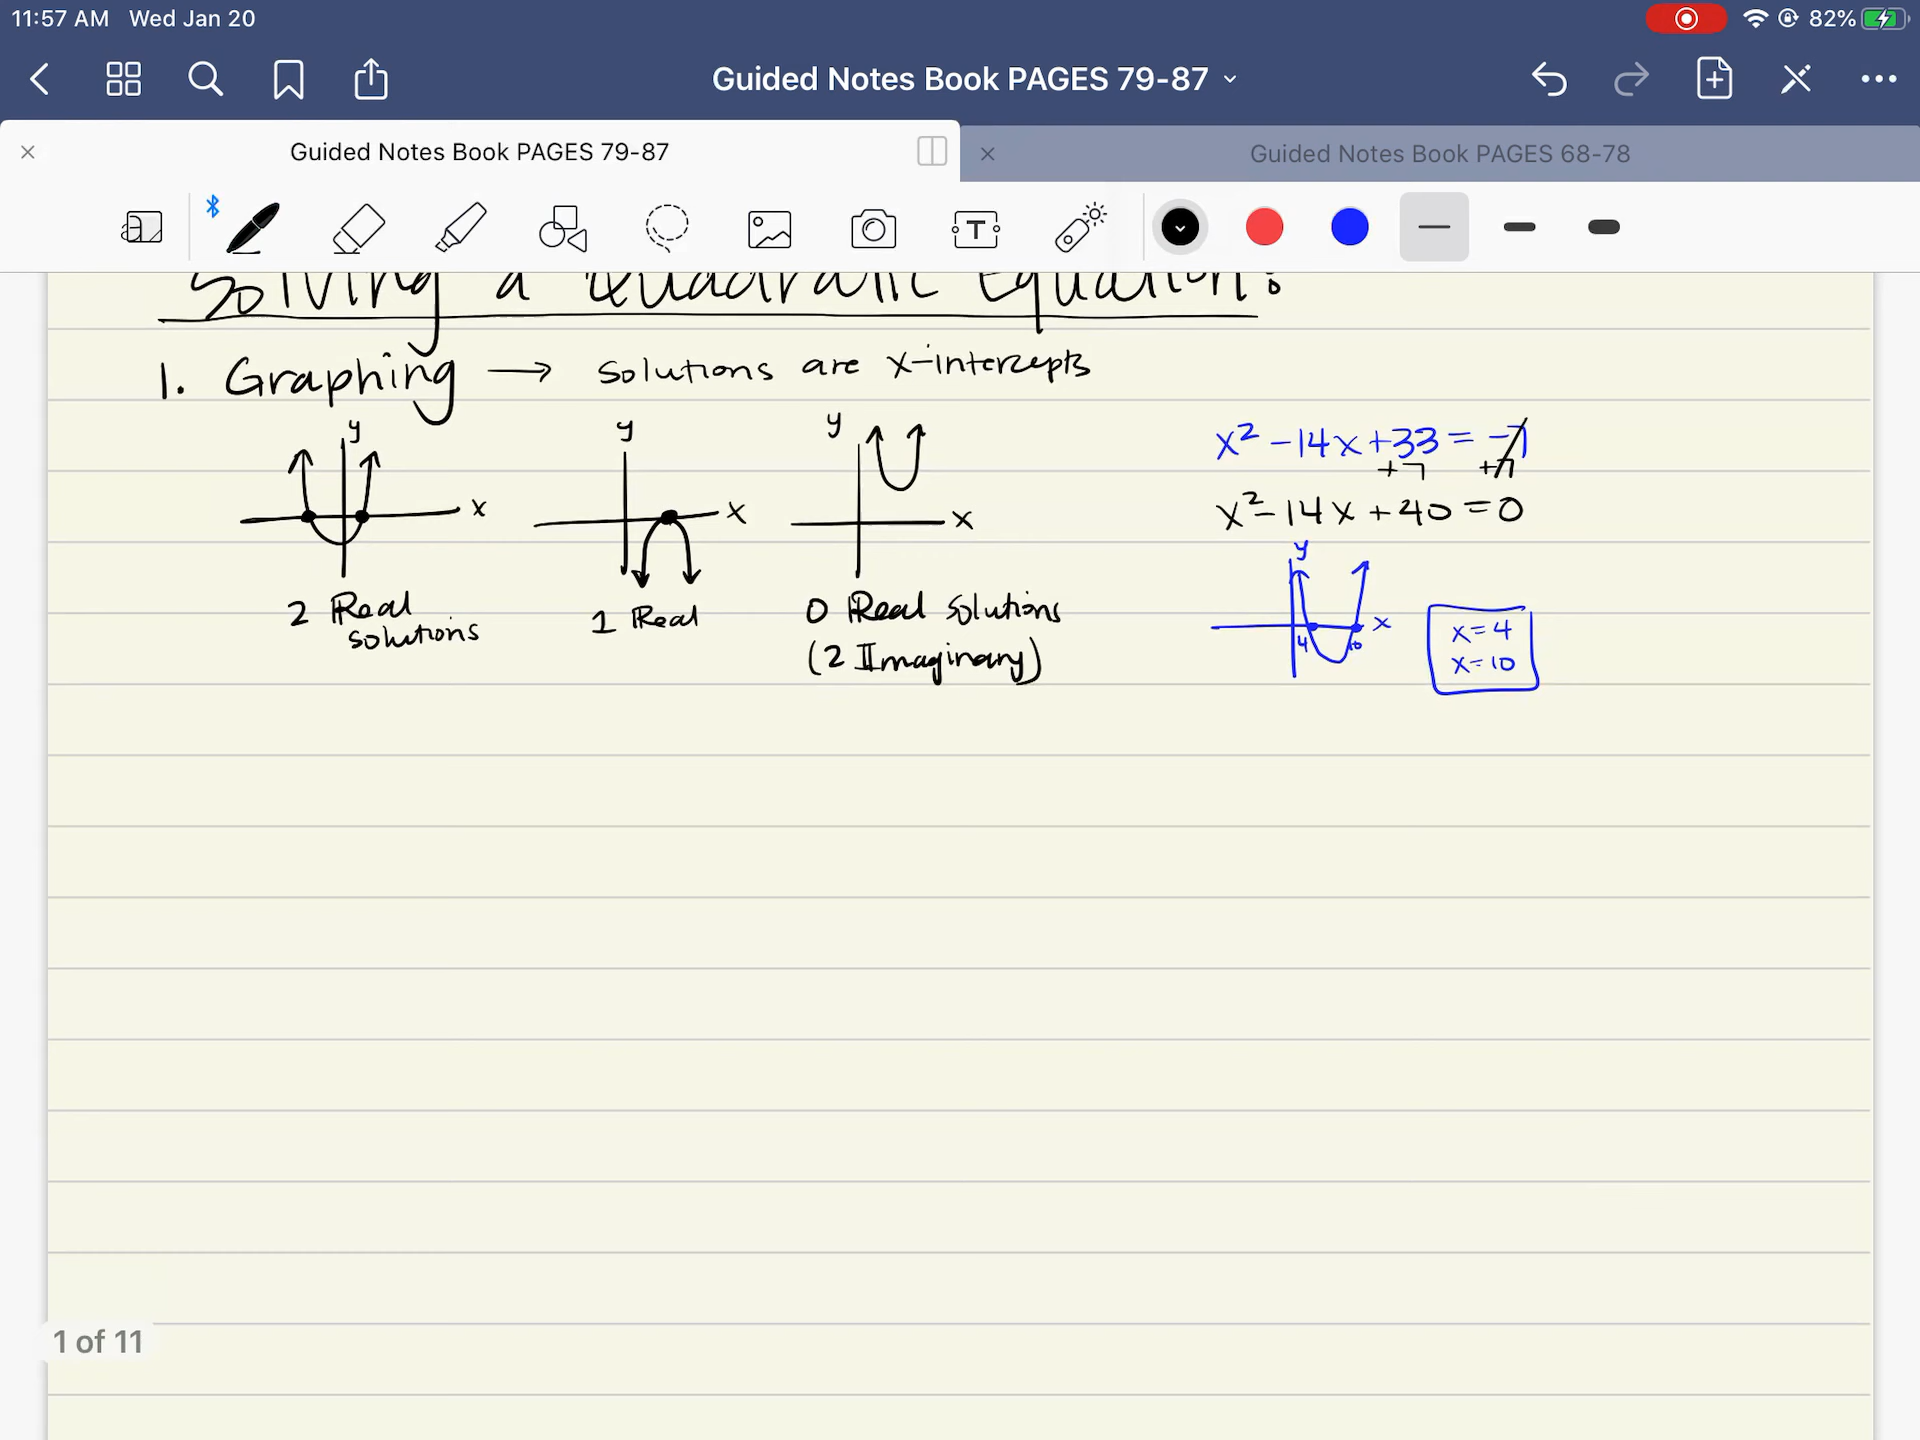 11:57 AM Wed Jan 20
82%
Guided Notes Book PAGES 79-87
Guided Notes Book PAGES 79-87
Guided Notes Book PAGES 68-78
Solving a Quadratic Equation:
1. Graphing → solutions are x-intercepts
y
x
2 Real
solutions
y
x
1 Real
y
x
0 Real solutions
(2 Imaginary)
x² - 14x + 33 = -7
+7 +7
x² - 14x + 40 = 0
y
x
4 10
x = 4
x = 10
1 of 11